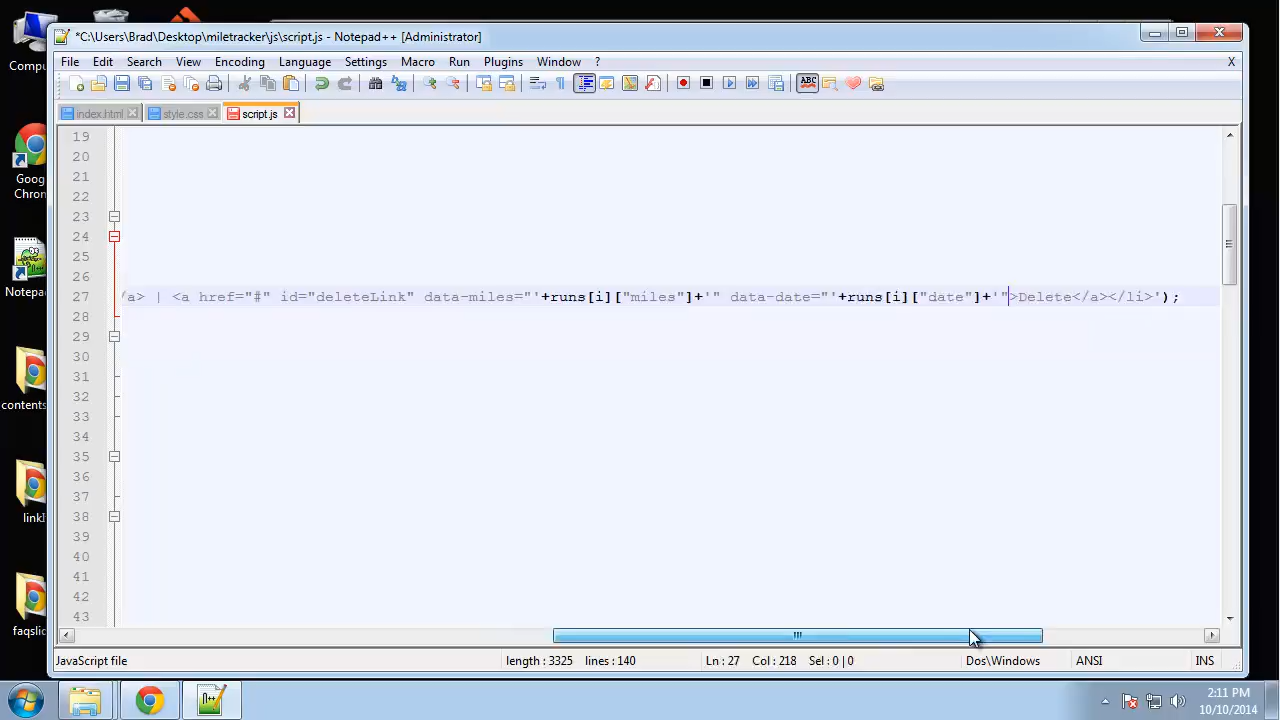 *C:\Users\Brad\Desktop\miletracker\js\script.js - Notepad++ [Administrator]
File Edit Search View Encoding Language Settings Macro Run Plugins Window ? X
index.html style.css script.js
19
20
21
22
23
24
25
26
27 /a> | <a href="#" id="deleteLink" data-miles="'+runs[i]["miles"]+'" data-date="'+runs[i]["date"]+'">Delete</a></li>');
28
29
30
31
32
33
34
35
36
37
38
39
40
41
42
43
JavaScript file length : 3325 lines : 140 Ln : 27 Col : 218 Sel : 0 | 0 Dos\Windows ANSI INS
Compu
Goog
Chron
Notepa
contents
linkI
faqslic
ABC
2:11 PM
10/10/2014